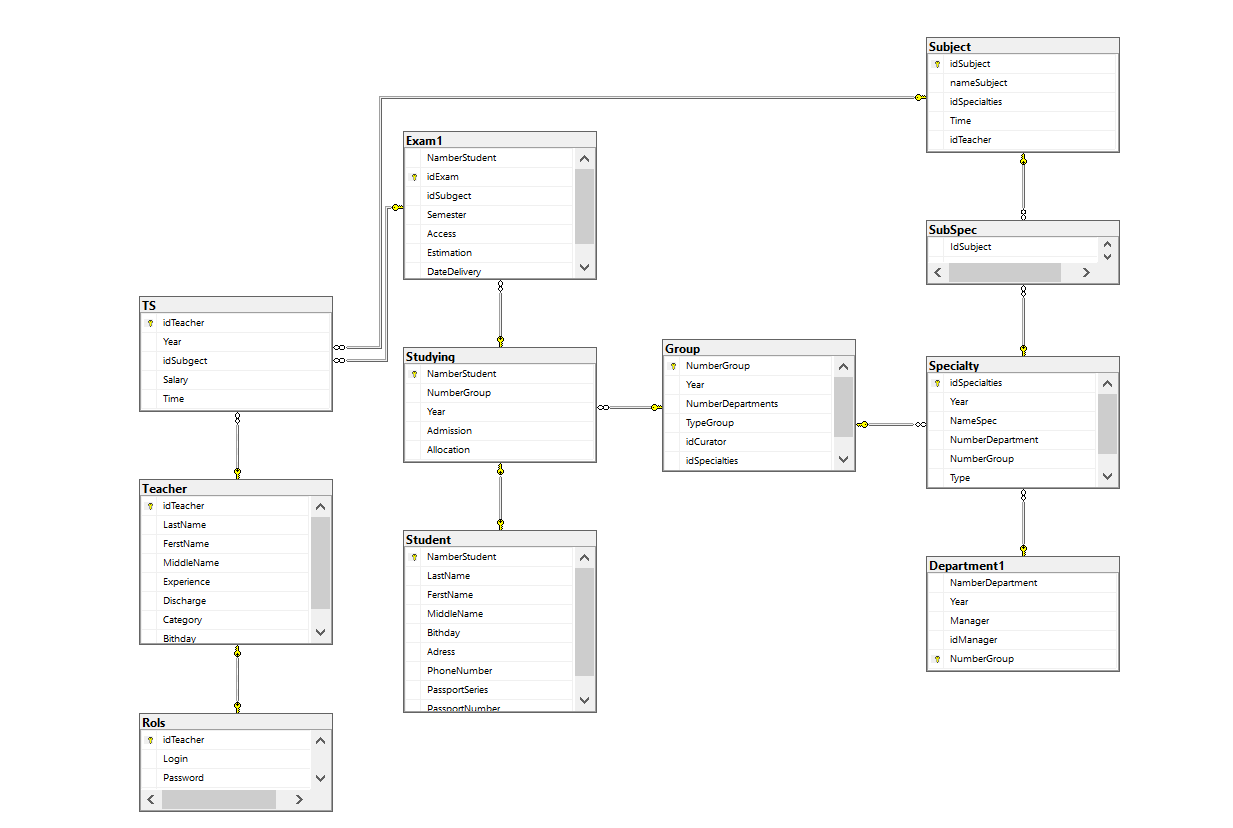 Subject
idSubject
nameSubject
idSpecialties
Time
idTeacher
Exam1
NamberStudent
idExam
idSubgect
Semester
Access
Estimation
DateDelivery
SubSpec
IdSubject
TS
idTeacher
Year
idSubgect
Salary
Time
Studying
NamberStudent
NumberGroup
Year
Admission
Allocation
Group
NumberGroup
Year
NumberDepartments
TypeGroup
idCurator
idSpecialties
Specialty
idSpecialties
Year
NameSpec
NumberDepartment
NumberGroup
Type
Teacher
idTeacher
LastName
FerstName
MiddleName
Experience
Discharge
Category
Bithday
Student
NamberStudent
LastName
FerstName
MiddleName
Bithday
Adress
PhoneNumber
PassportSeries
PassportNumber
Department1
NamberDepartment
Year
Manager
idManager
NumberGroup
Rols
idTeacher
Login
Password